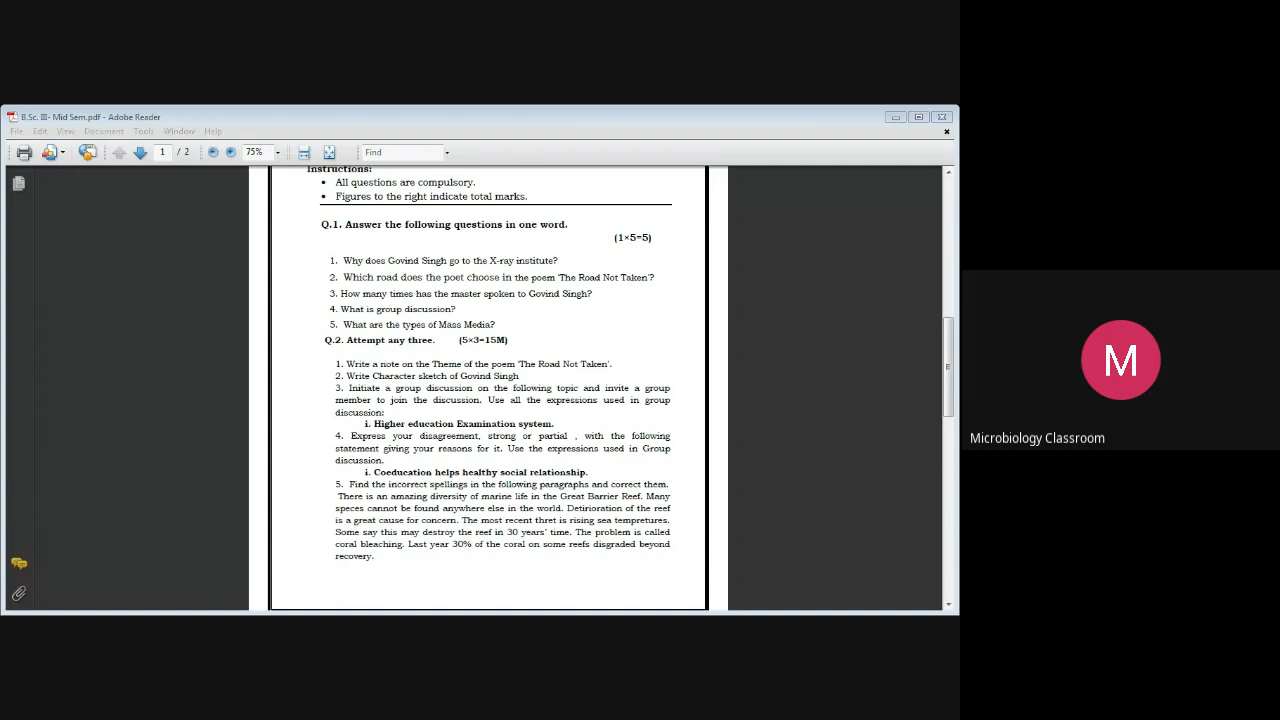 B.Sc. III- Mid Sem.pdf - Adobe Reader
File Edit View Document Tools Window Help
1 / 2 75% Find
Instructions:
• All questions are compulsory.
• Figures to the right indicate total marks.
Q.1. Answer the following questions in one word.
(1×5=5)
1. Why does Govind Singh go to the X-ray institute?
2. Which road does the poet choose in the poem 'The Road Not Taken'?
3. How many times has the master spoken to Govind Singh?
4. What is group discussion?
5. What are the types of Mass Media?
Q.2. Attempt any three. (5×3=15M)
1. Write a note on the Theme of the poem 'The Road Not Taken'.
2. Write Character sketch of Govind Singh
3. Initiate a group discussion on the following topic and invite a group
member to join the discussion. Use all the expressions used in group
discussion:
i. Higher education Examination system.
4. Express your disagreement, strong or partial , with the following
statement giving your reasons for it. Use the expressions used in Group
discussion.
i. Coeducation helps healthy social relationship.
5. Find the incorrect spellings in the following paragraphs and correct them.
There is an amazing diversity of marine life in the Great Barrier Reef. Many
speces cannot be found anywhere else in the world. Detirioration of the reef
is a great cause for concern. The most recent thret is rising sea tempretures.
Some say this may destroy the reef in 30 years' time. The problem is called
coral bleaching. Last year 30% of the coral on some reefs disgraded beyond
recovery.
M
Microbiology Classroom